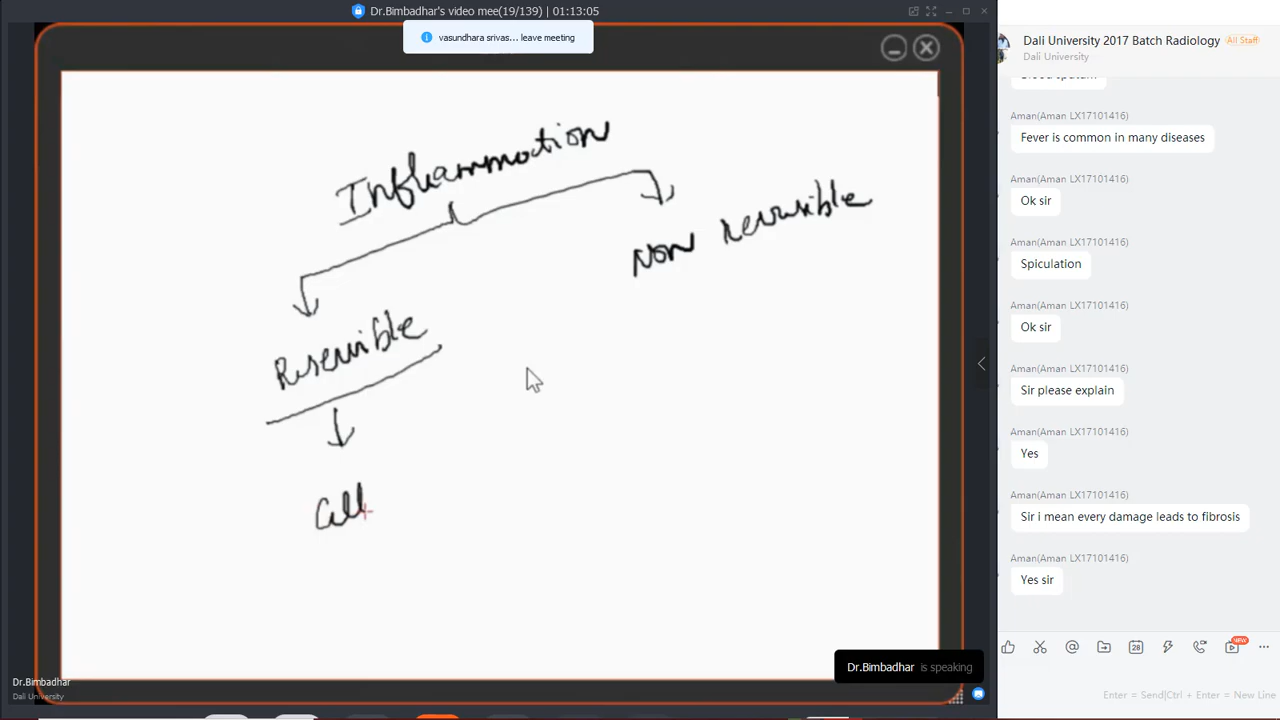 Dr.Bimbadhar's video mee(19/139) | 01:13:05
vasundhara srivas... leave meeting
Inflammation
Non reversible
Reversible
Cell
Dr.Bimbadhar is speaking
Dr.Bimbadhar
Dali University
Dali University 2017 Batch Radiology All Staff
Dali University
Blood sputum
Aman(Aman LX17101416)
Fever is common in many diseases
Aman(Aman LX17101416)
Ok sir
Aman(Aman LX17101416)
Spiculation
Aman(Aman LX17101416)
Ok sir
Aman(Aman LX17101416)
Sir please explain
Aman(Aman LX17101416)
Yes
Aman(Aman LX17101416)
Sir i mean every damage leads to fibrosis
Aman(Aman LX17101416)
Yes sir
28
NEW
Enter = Send|Ctrl + Enter = New Line